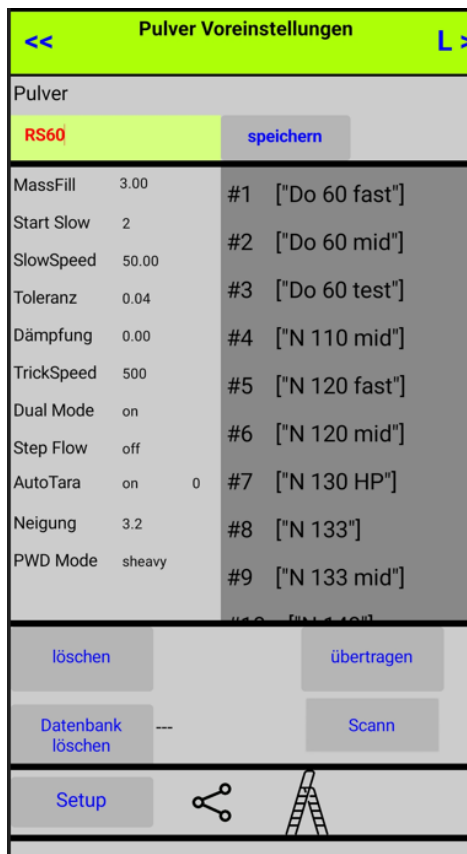 Pulver Voreinstellungen
<< L >
Pulver
RS60 speichern
MassFill 3.00
Start Slow 2
SlowSpeed 50.00
Toleranz 0.04
Dämpfung 0.00
TrickSpeed 500
Dual Mode on
Step Flow off
AutoTara on 0
Neigung 3.2
PWD Mode sheavy
#1 ["Do 60 fast"]
#2 ["Do 60 mid"]
#3 ["Do 60 test"]
#4 ["N 110 mid"]
#5 ["N 120 fast"]
#6 ["N 120 mid"]
#7 ["N 130 HP"]
#8 ["N 133"]
#9 ["N 133 mid"]
löschen übertragen
Datenbank --- Scann
löschen
Setup